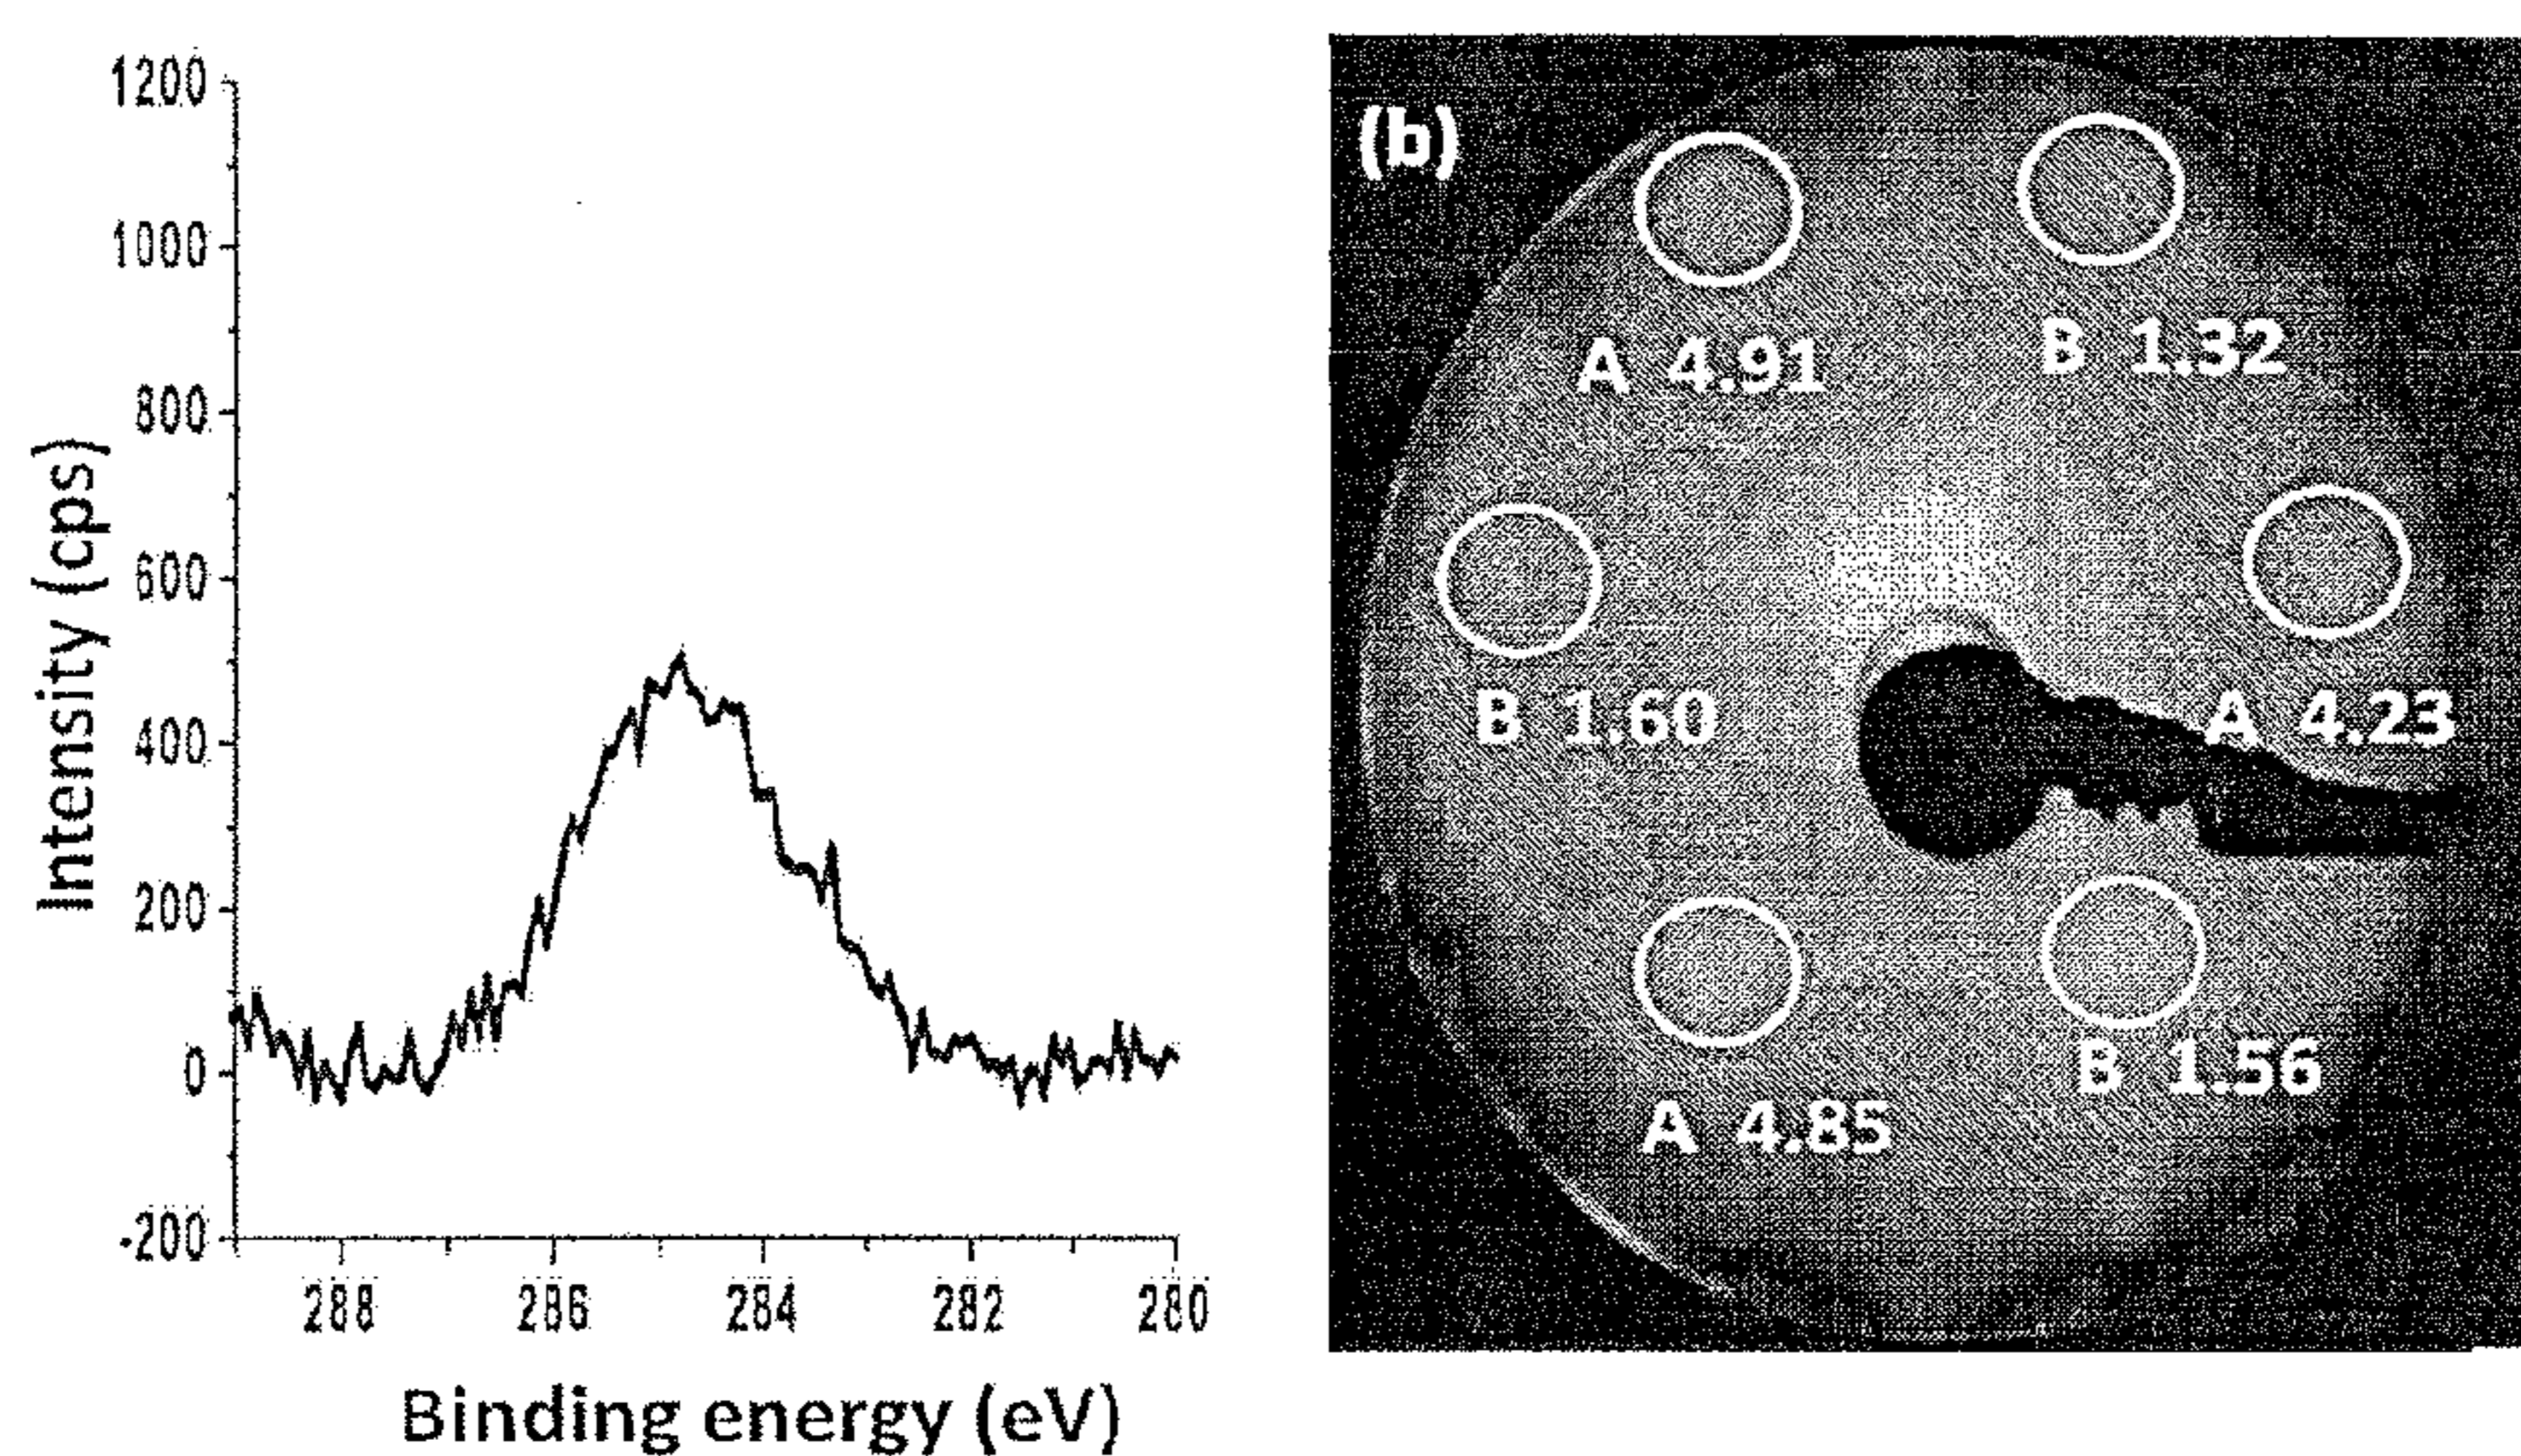 1200
1000
800
600
400
200
0
-200
Intensity (cps)
288 286 284 282 280
Binding energy (eV)
(b)
A 4.91
B 1.32
B 1.60
A 4.23
A 4.85
B 1.56